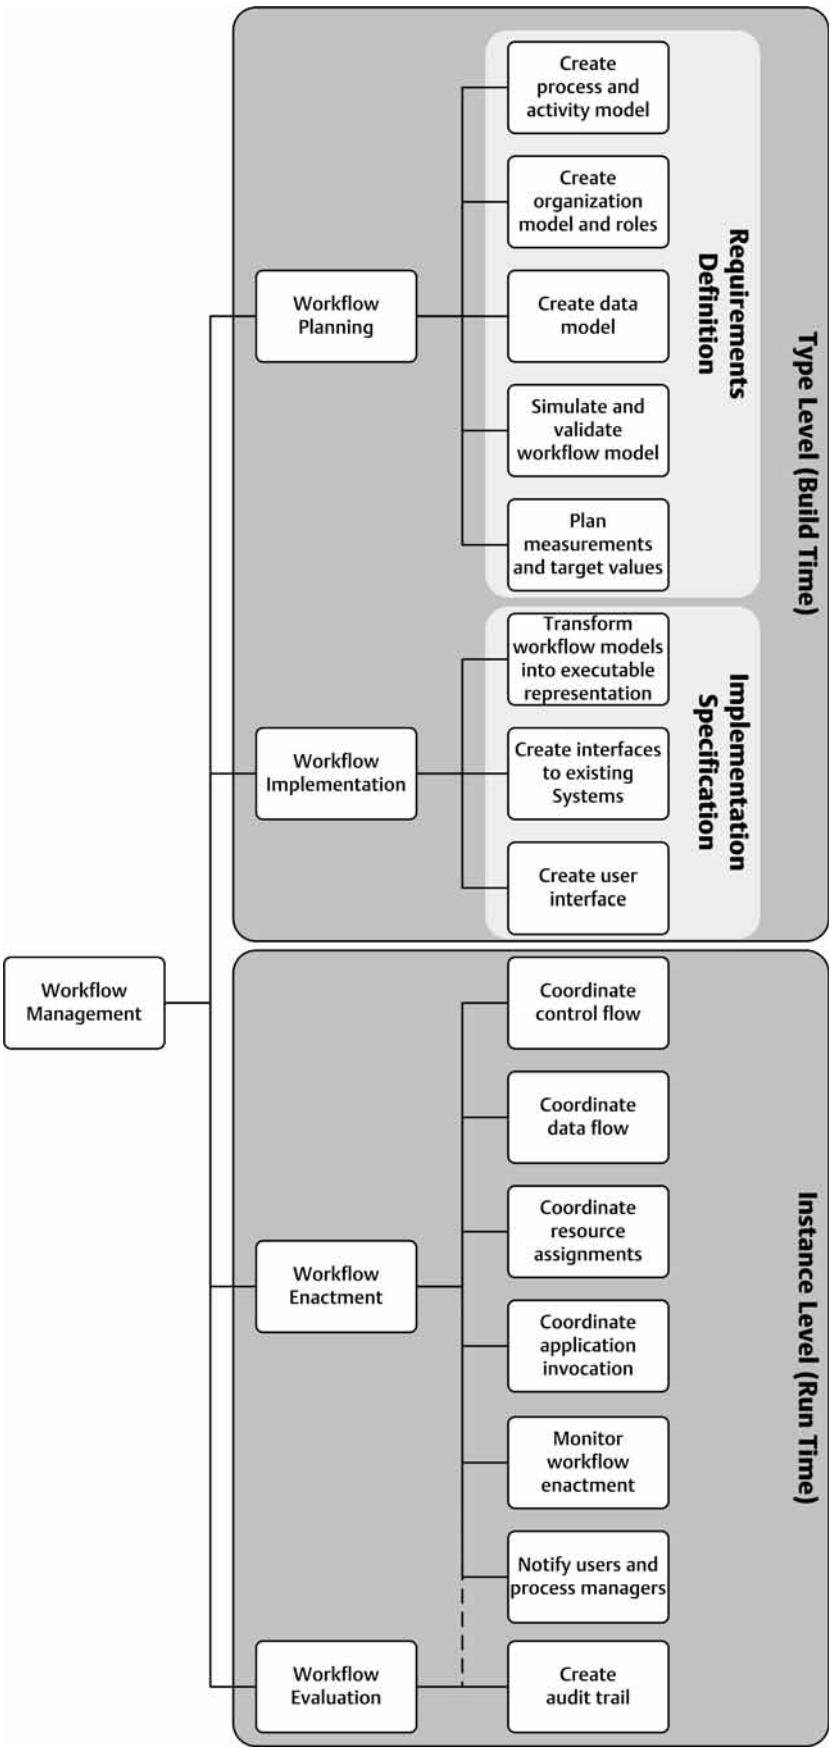 Create
process and
activity model
Create
organization
model and roles
Create data
model
Simulate and
validate
workflow model
Plan
measurements
and target values
Requirements
Definition
Type Level (Build Time)
Workflow
Planning
Transform
workflow models
into executable
representation
Create interfaces
to existing
Systems
Create user
interface
Implementation
Specification
Workflow
Implementation
Workflow
Management
Coordinate
control flow
Coordinate
data flow
Coordinate
resource
assignments
Coordinate
application
invocation
Monitor
workflow
enactment
Notify users and
process managers
Instance Level (Run Time)
Workflow
Enactment
Workflow
Evaluation
Create
audit trail